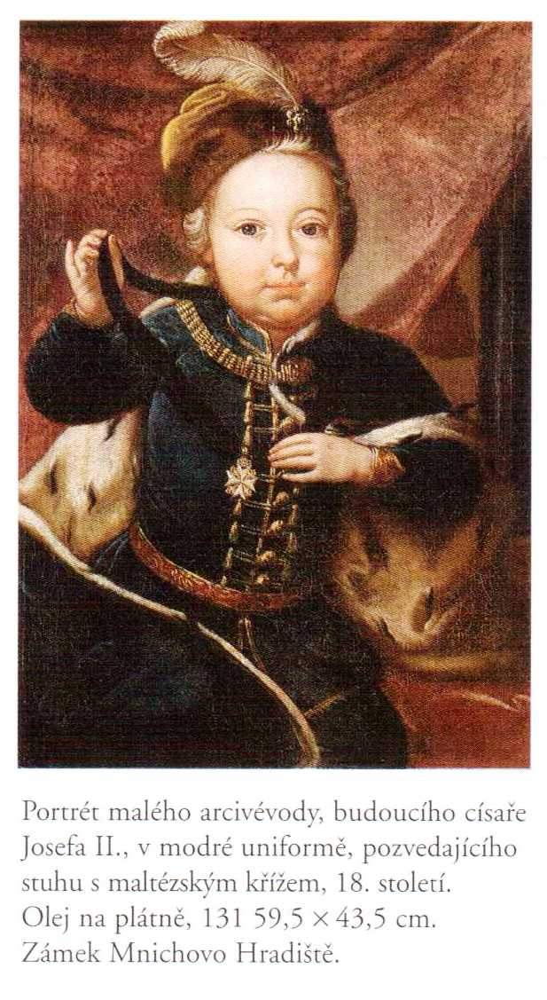 Portrét malého arcivévody, budoucího císaře
Josefa II., v modré uniformě, pozvedajícího
stuhu s maltézským křížem, 18. století.
Olej na plátně, 131 59,5 × 43,5 cm.
Zámek Mnichovo Hradiště.